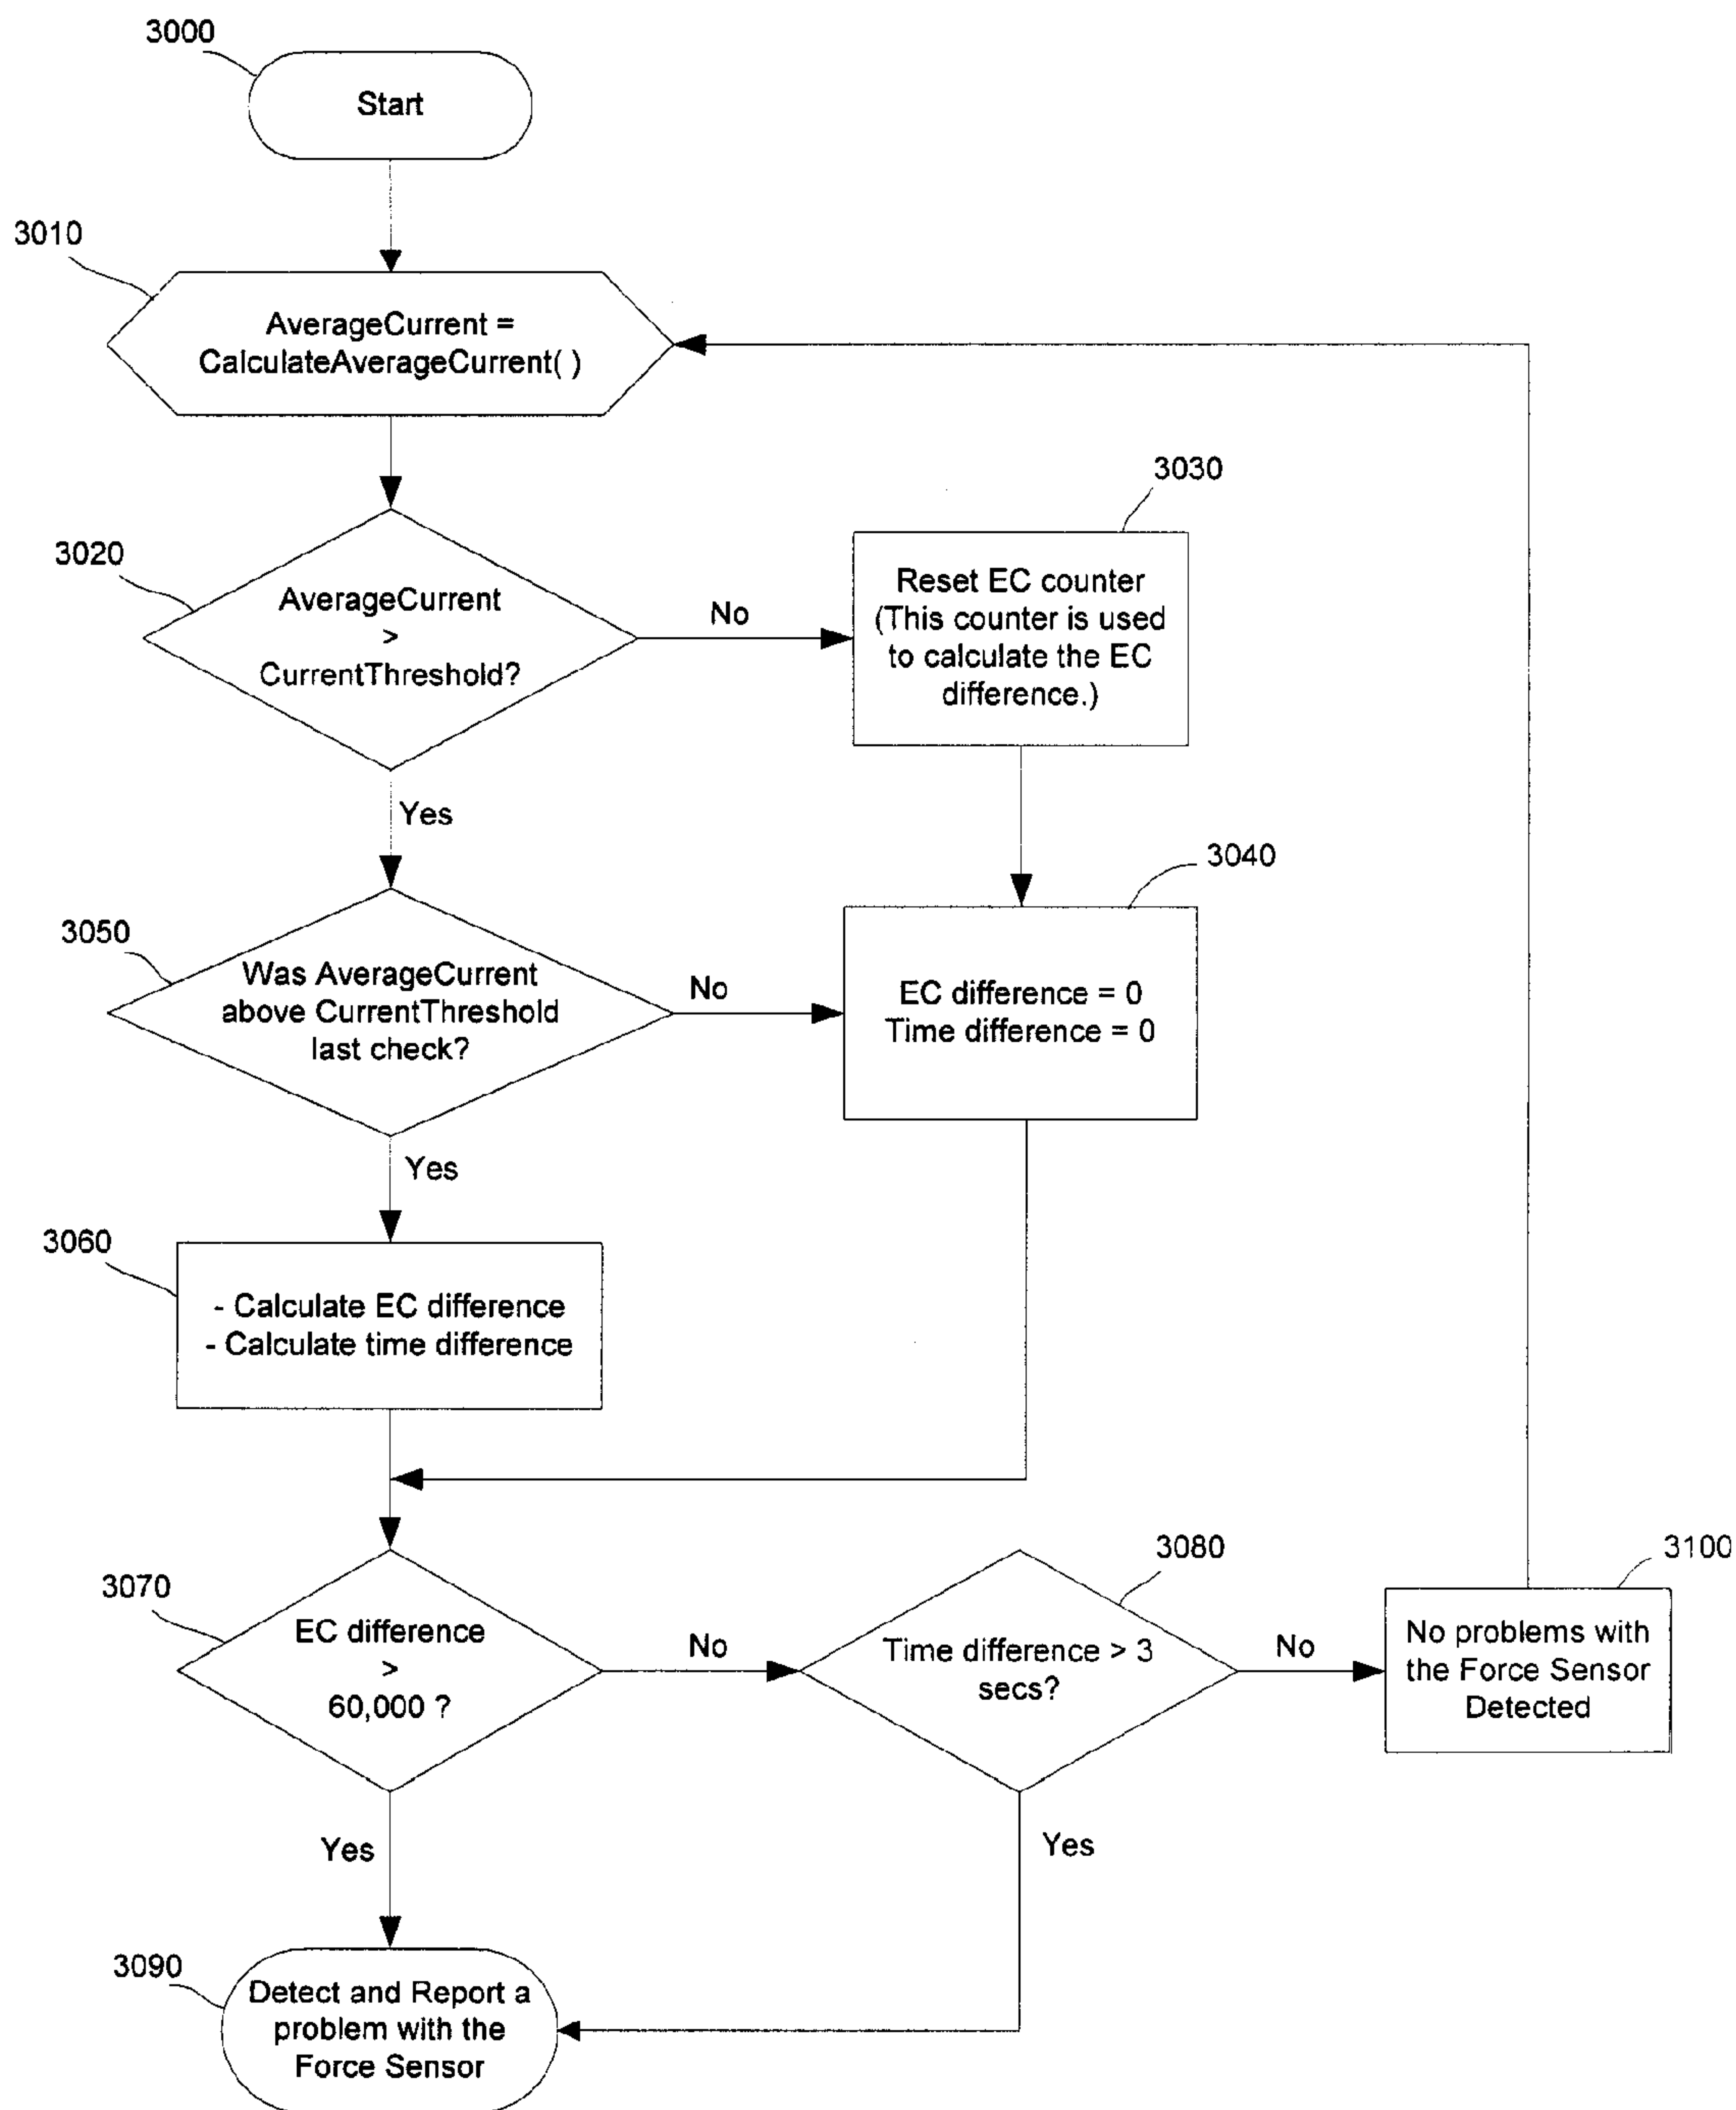 3000
Start
3010
AverageCurrent =
CalculateAverageCurrent( )
3030
3020
AverageCurrent
>
CurrentThreshold?
No
Reset EC counter
(This counter is used
to calculate the EC
difference.)
Yes
3040
3050
Was AverageCurrent
above CurrentThreshold
last check?
No
EC difference = 0
Time difference = 0
Yes
3060
- Calculate EC difference
- Calculate time difference
3070
EC difference
>
60,000 ?
No
3080
Time difference > 3
secs?
No
3100
No problems with
the Force Sensor
Detected
Yes
Yes
3090
Detect and Report a
problem with the
Force Sensor